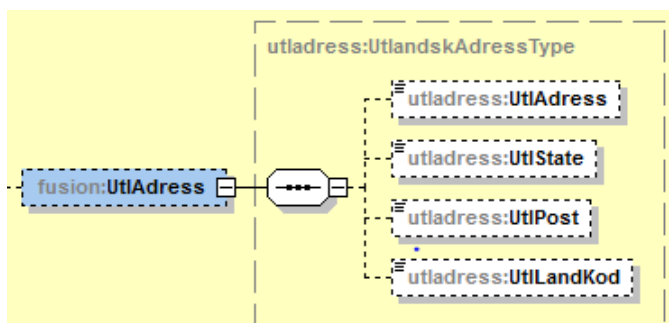 utladress:UtlandskAdressType
utladress:UtlAdress
utladress:UtlState
fusion:UtlAdress
utladress:UtlPost
utladress:UtlLandKod